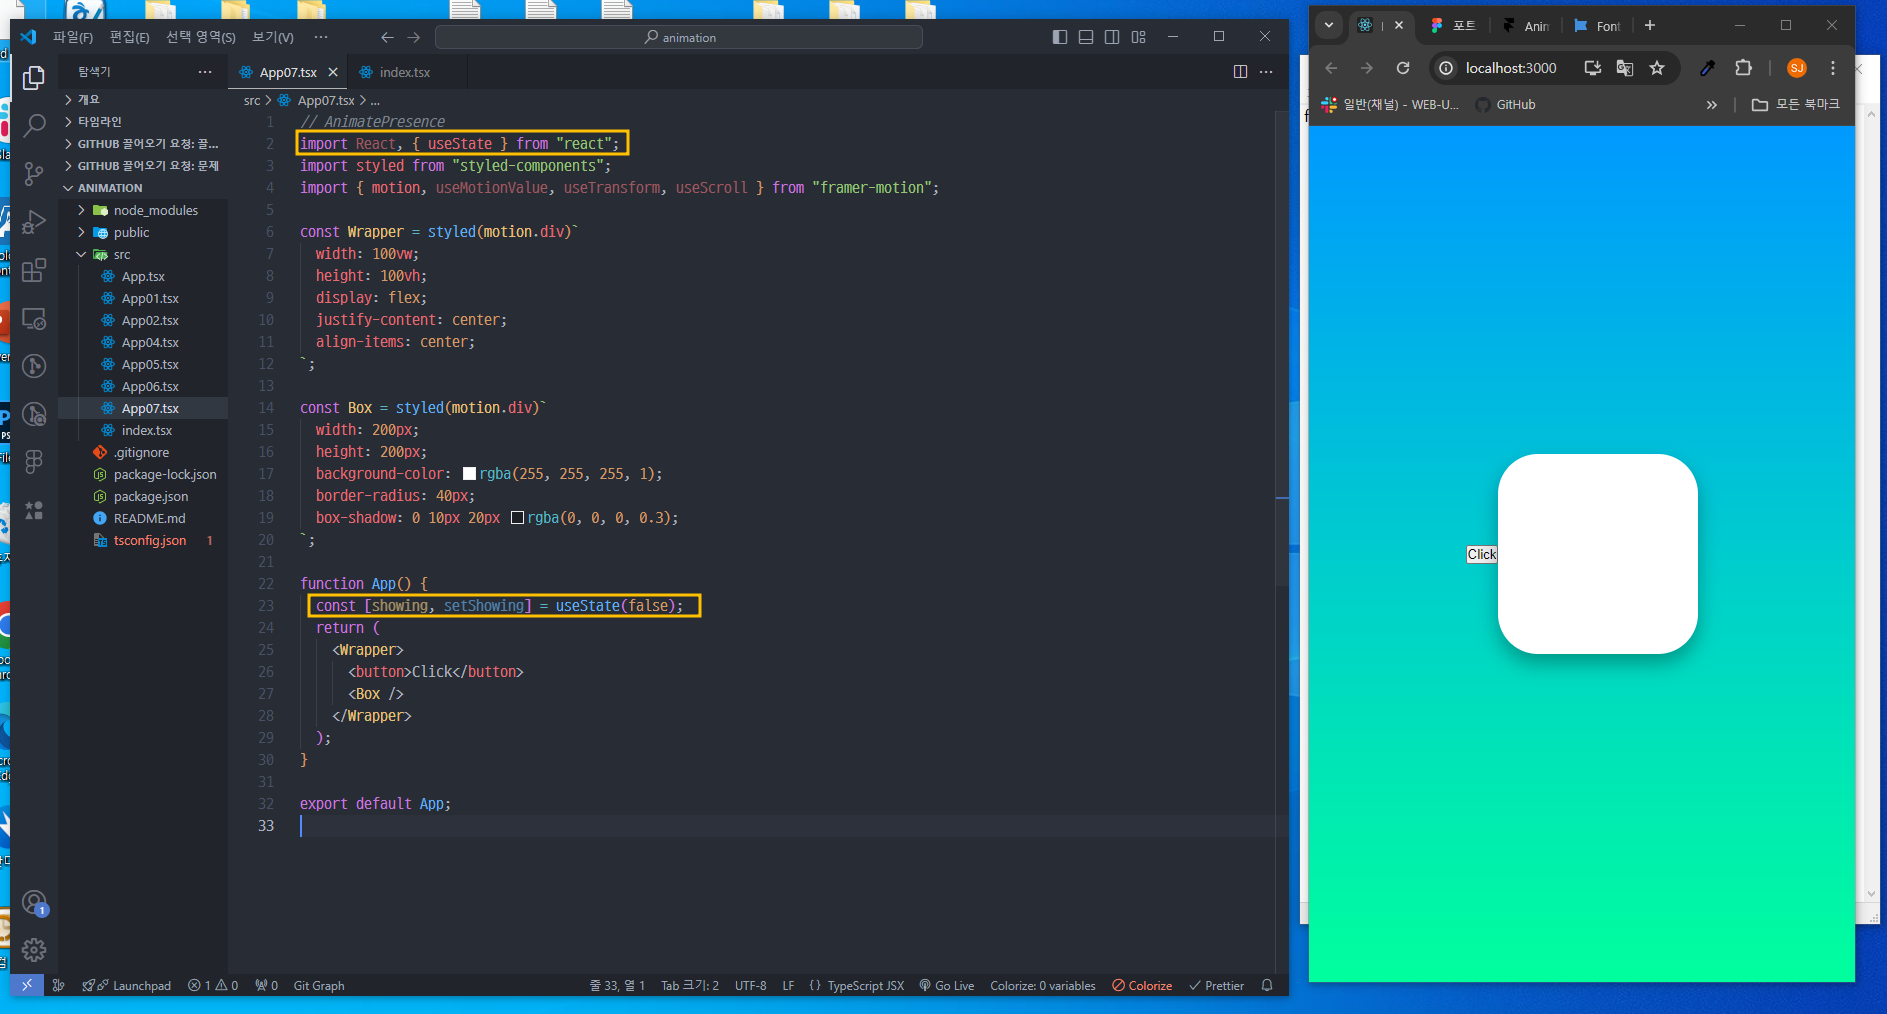 파일(F) 편집(E) 선택 영역(S) 보기(V) ··· animation
탐색기 ···
개요
타임라인
GITHUB 끌어오기 요청: 끌...
GITHUB 끌어오기 요청: 문제
ANIMATION
node_modules
public
src
App.tsx
App01.tsx
App02.tsx
App04.tsx
App05.tsx
App06.tsx
App07.tsx
index.tsx
.gitignore
package-lock.json
package.json
README.md
tsconfig.json 1
1
App07.tsx index.tsx
src > App07.tsx > ...
1 // AnimatePresence
2 import React, { useState } from "react";
3 import styled from "styled-components";
4 import { motion, useMotionValue, useTransform, useScroll } from "framer-motion";
5
6 const Wrapper = styled(motion.div)`
7 width: 100vw;
8 height: 100vh;
9 display: flex;
10 justify-content: center;
11 align-items: center;
12 `;
13
14 const Box = styled(motion.div)`
15 width: 200px;
16 height: 200px;
17 background-color: rgba(255, 255, 255, 1);
18 border-radius: 40px;
19 box-shadow: 0 10px 20px rgba(0, 0, 0, 0.3);
20 `;
21
22 function App() {
23 const [showing, setShowing] = useState(false);
24 return (
25 <Wrapper>
26 <button>Click</button>
27 <Box />
28 </Wrapper>
29 );
30 }
31
32 export default App;
33
Launchpad 1 0 0 Git Graph 줄 33, 열 1 Tab 크기: 2 UTF-8 LF {} TypeScript JSX Go Live Colorize: 0 variables Colorize Prettier
포트 Anin Font
localhost:3000 SJ
일반(채널) - WEB-U... GitHub » 모든 북마크
Click